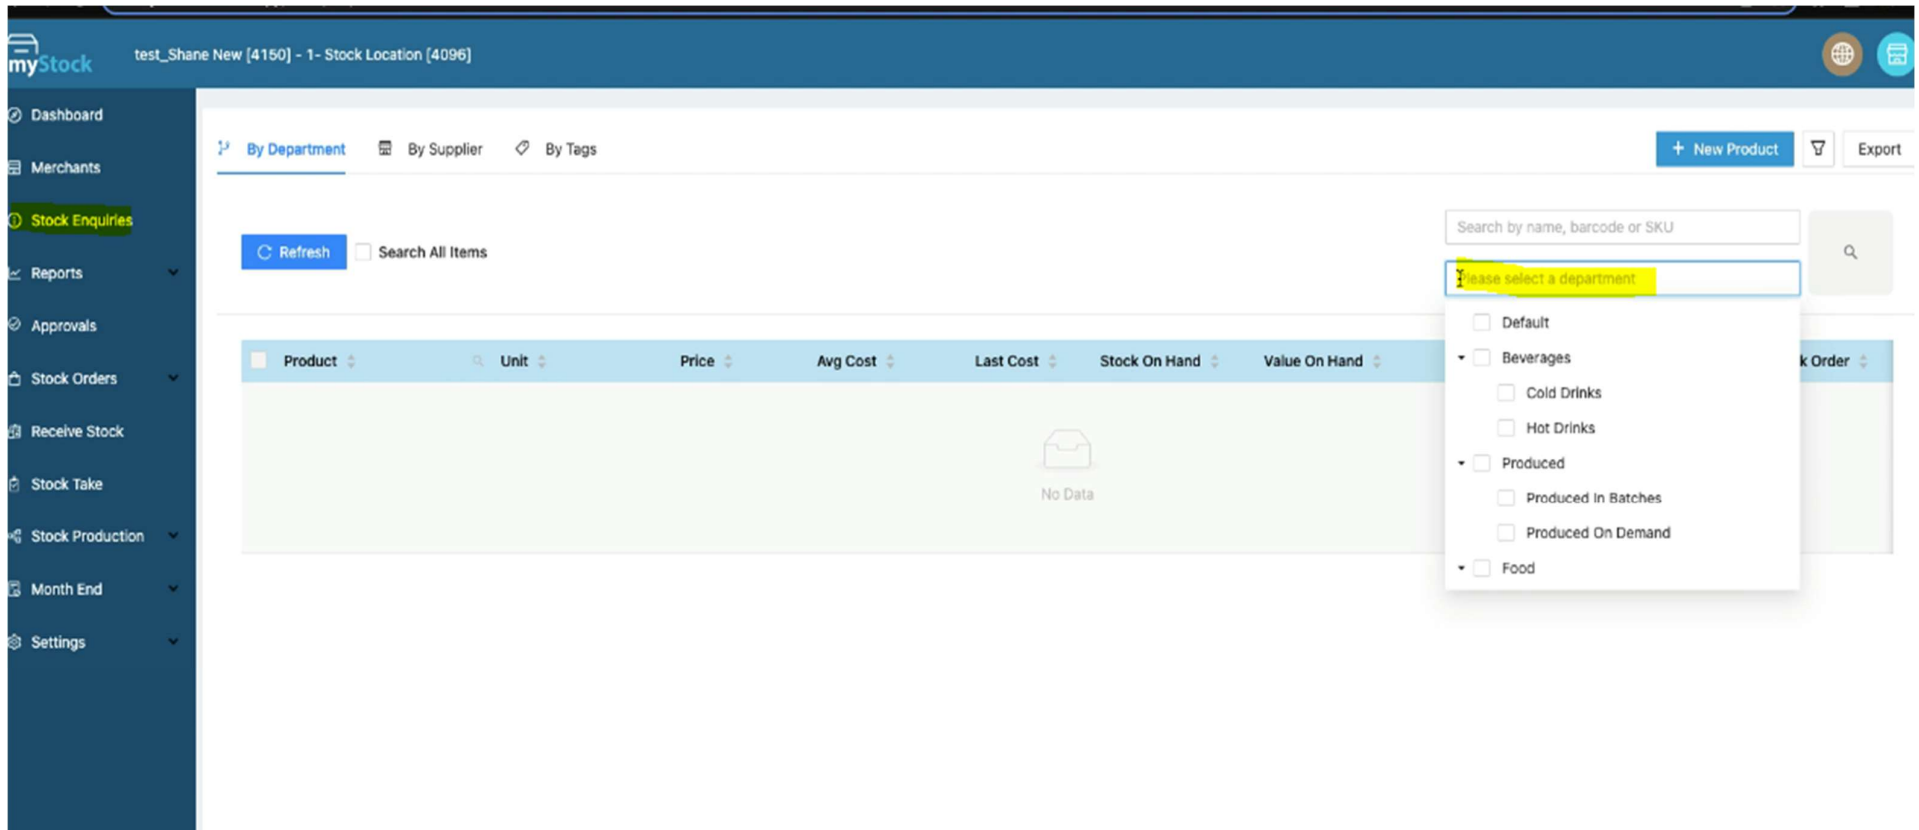 myStock
test_Shane New [4150] - 1- Stock Location [4096]
Dashboard
Merchants
Stock Enquiries
Reports
Approvals
Stock Orders
Receive Stock
Stock Take
Stock Production
Month End
Settings
By Department By Supplier By Tags
+ New Product Export
Refresh Search All Items
Search by name, barcode or SKU
Please select a department
Default
Beverages
Cold Drinks
Hot Drinks
Produced
Produced In Batches
Produced On Demand
Food
Product Unit Price Avg Cost Last Cost Stock On Hand Value On Hand k Order
No Data